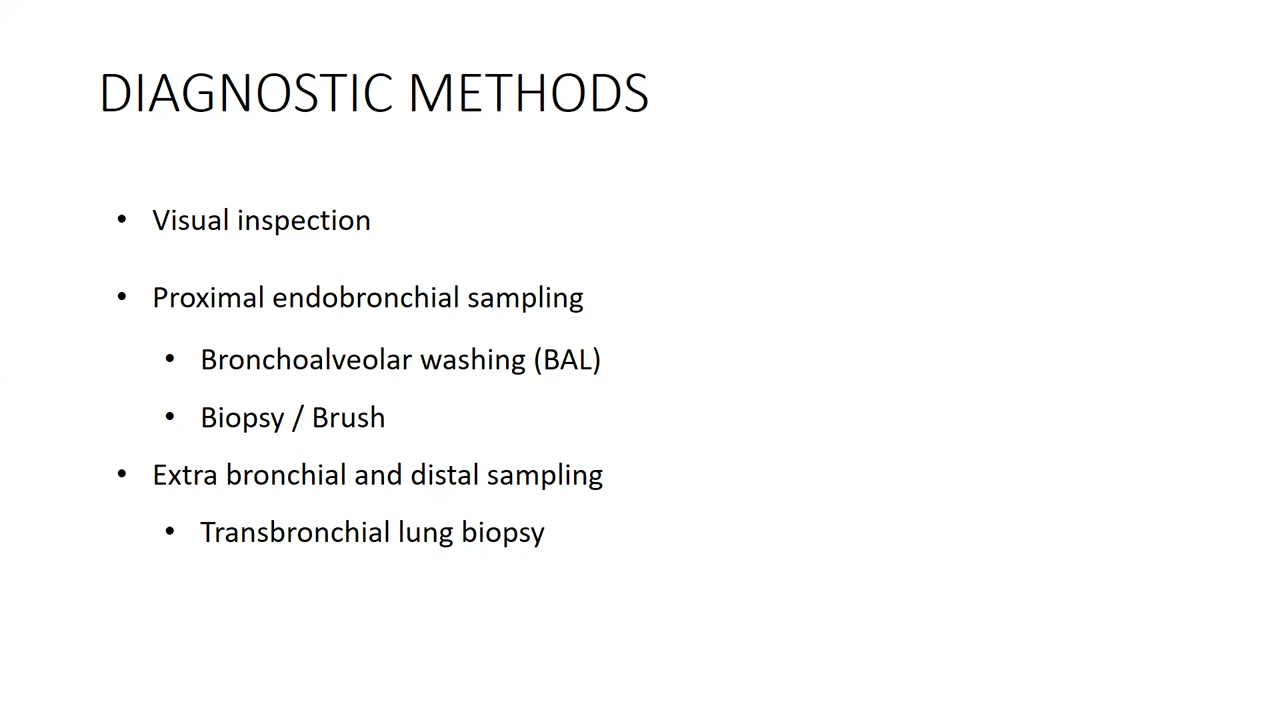 DIAGNOSTIC METHODS
• Visual inspection
• Proximal endobronchial sampling
• Bronchoalveolar washing (BAL)
• Biopsy / Brush
• Extra bronchial and distal sampling
• Transbronchial lung biopsy